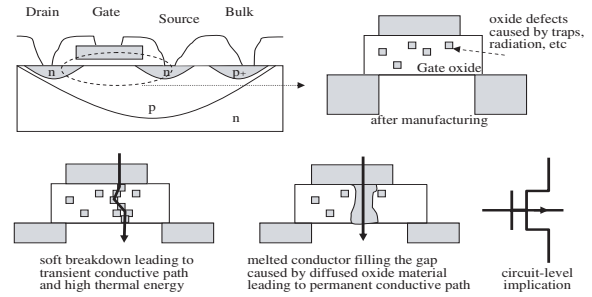 Drain Gate Source Bulk
n n p+
p
n
oxide defects
caused by traps,
radiation, etc
Gate oxide
after manufacturing
soft breakdown leading to
transient conductive path
and high thermal energy
melted conductor filling the gap
caused by diffused oxide material
leading to permanent conductive path
circuit-level
implication